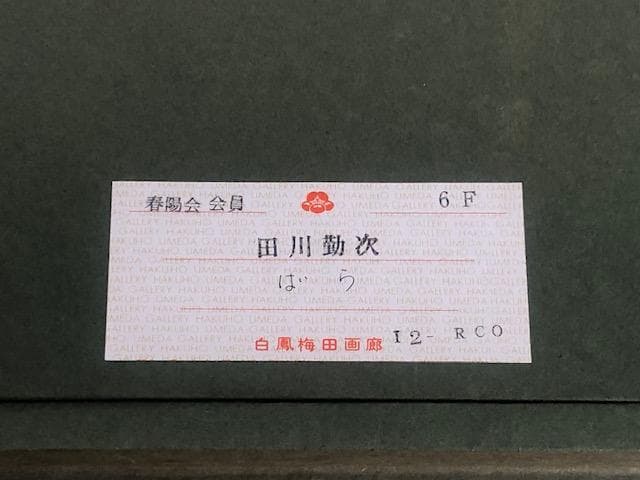 春陽会 会員 6F
田川勤次
ばら
白鳳梅田画廊 I2- RCO